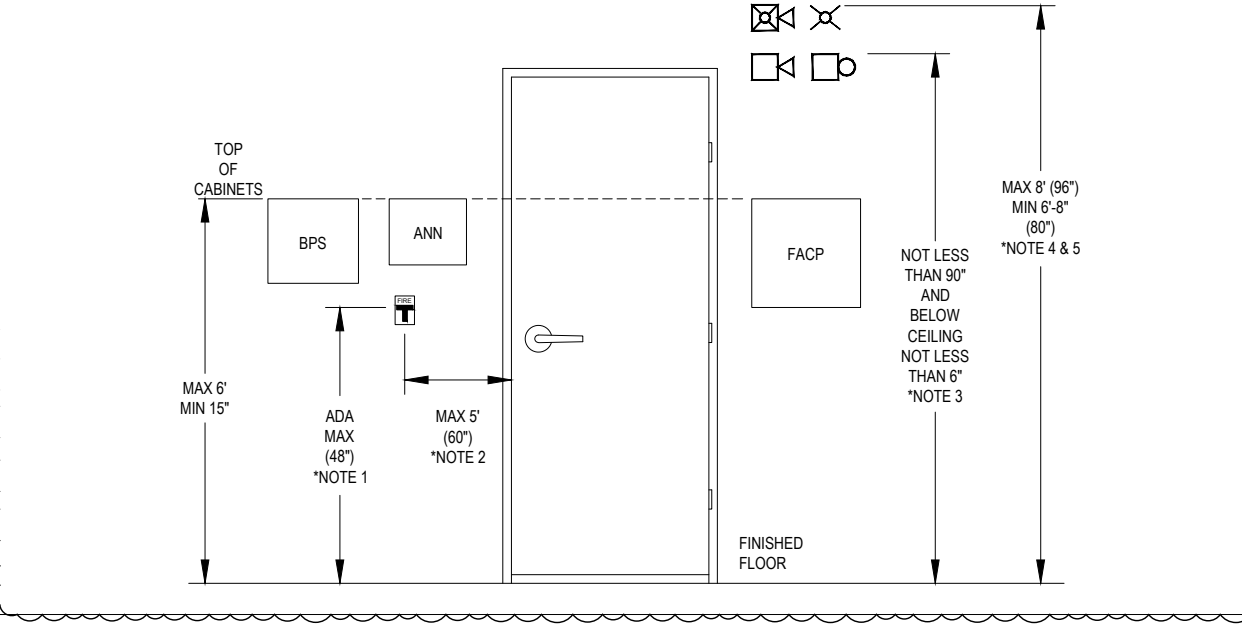 TOP
OF
CABINETS
BPS
ANN
FIRE
T
FACP
MAX 6'
MIN 15"
ADA
MAX
(48")
*NOTE 1
MAX 5'
(60")
*NOTE 2
NOT LESS
THAN 90"
AND
BELOW
CEILING
NOT LESS
THAN 6"
*NOTE 3
MAX 8' (96")
MIN 6'-8"
(80")
*NOTE 4 & 5
FINISHED
FLOOR